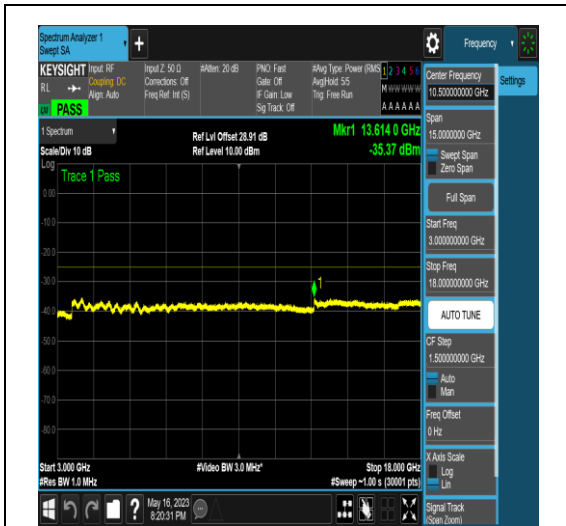 Spectrum Analyzer 1
Swept SA
+
Frequency
KEYSIGHT
Input: RF
Coupling: DC
Align: Auto
RL
Input Z: 50 Ω
Corrections: Off
Freq Ref: Int (S)
#Atten: 20 dB
PNO: Fast
Gate: Off
IF Gain: Low
Sig Track: Off
#Avg Type: Power (RMS
Avg|Hold: 5/5
Trig: Free Run
1 2 3 4 5 6
M W W W W W
A A A A A A
PASS
1 Spectrum
Scale/Div 10 dB
Ref Lvl Offset 28.91 dB
Ref Level 10.00 dBm
Mkr1 13.614 0 GHz
-35.37 dBm
Log
Trace 1 Pass
0.00
-10.0
-20.0
-30.0
-40.0
-50.0
-60.0
-70.0
-80.0
1
Start 3.000 GHz
#Res BW 1.0 MHz
#Video BW 3.0 MHz*
Stop 18.000 GHz
#Sweep ~1.00 s (30001 pts)
May 16, 2023
8:20:31 PM
?
Center Frequency
10.500000000 GHz
Settings
Span
15.0000000 GHz
Swept Span
Zero Span
Full Span
Start Freq
3.000000000 GHz
Stop Freq
18.000000000 GHz
AUTO TUNE
CF Step
1.500000000 GHz
Auto
Man
Freq Offset
0 Hz
X Axis Scale
Log
Lin
Signal Track
(Span Zoom)